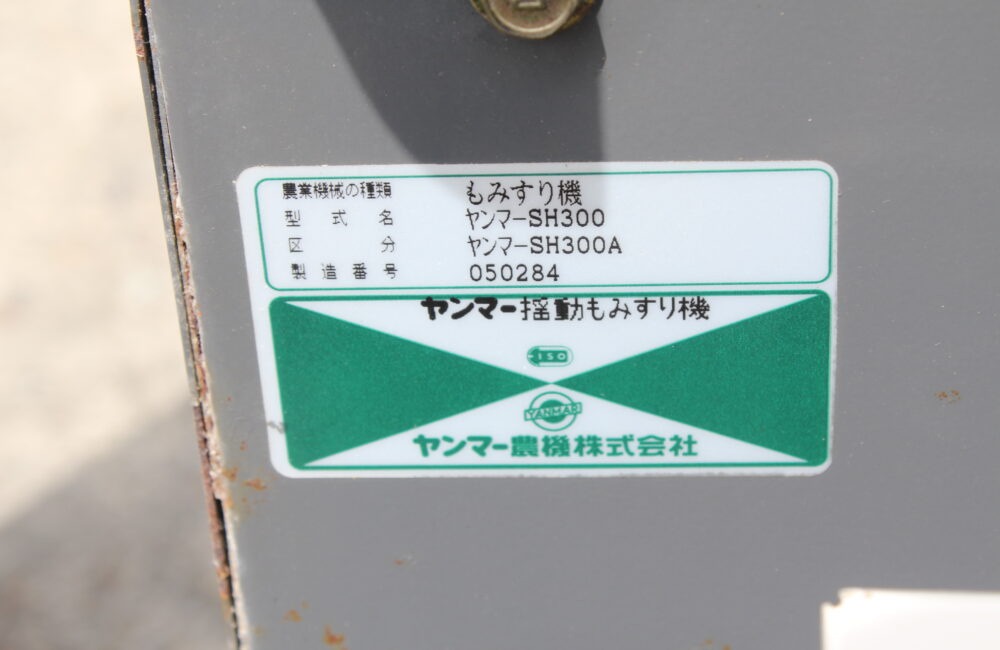 農業機械の種類 もみすり機
型式名 ヤンマーSH300
区分 ヤンマーSH300A
製造番号 050284
ヤンマー揺動もみすり機
ISO
YANMAR
ヤンマー農機株式会社